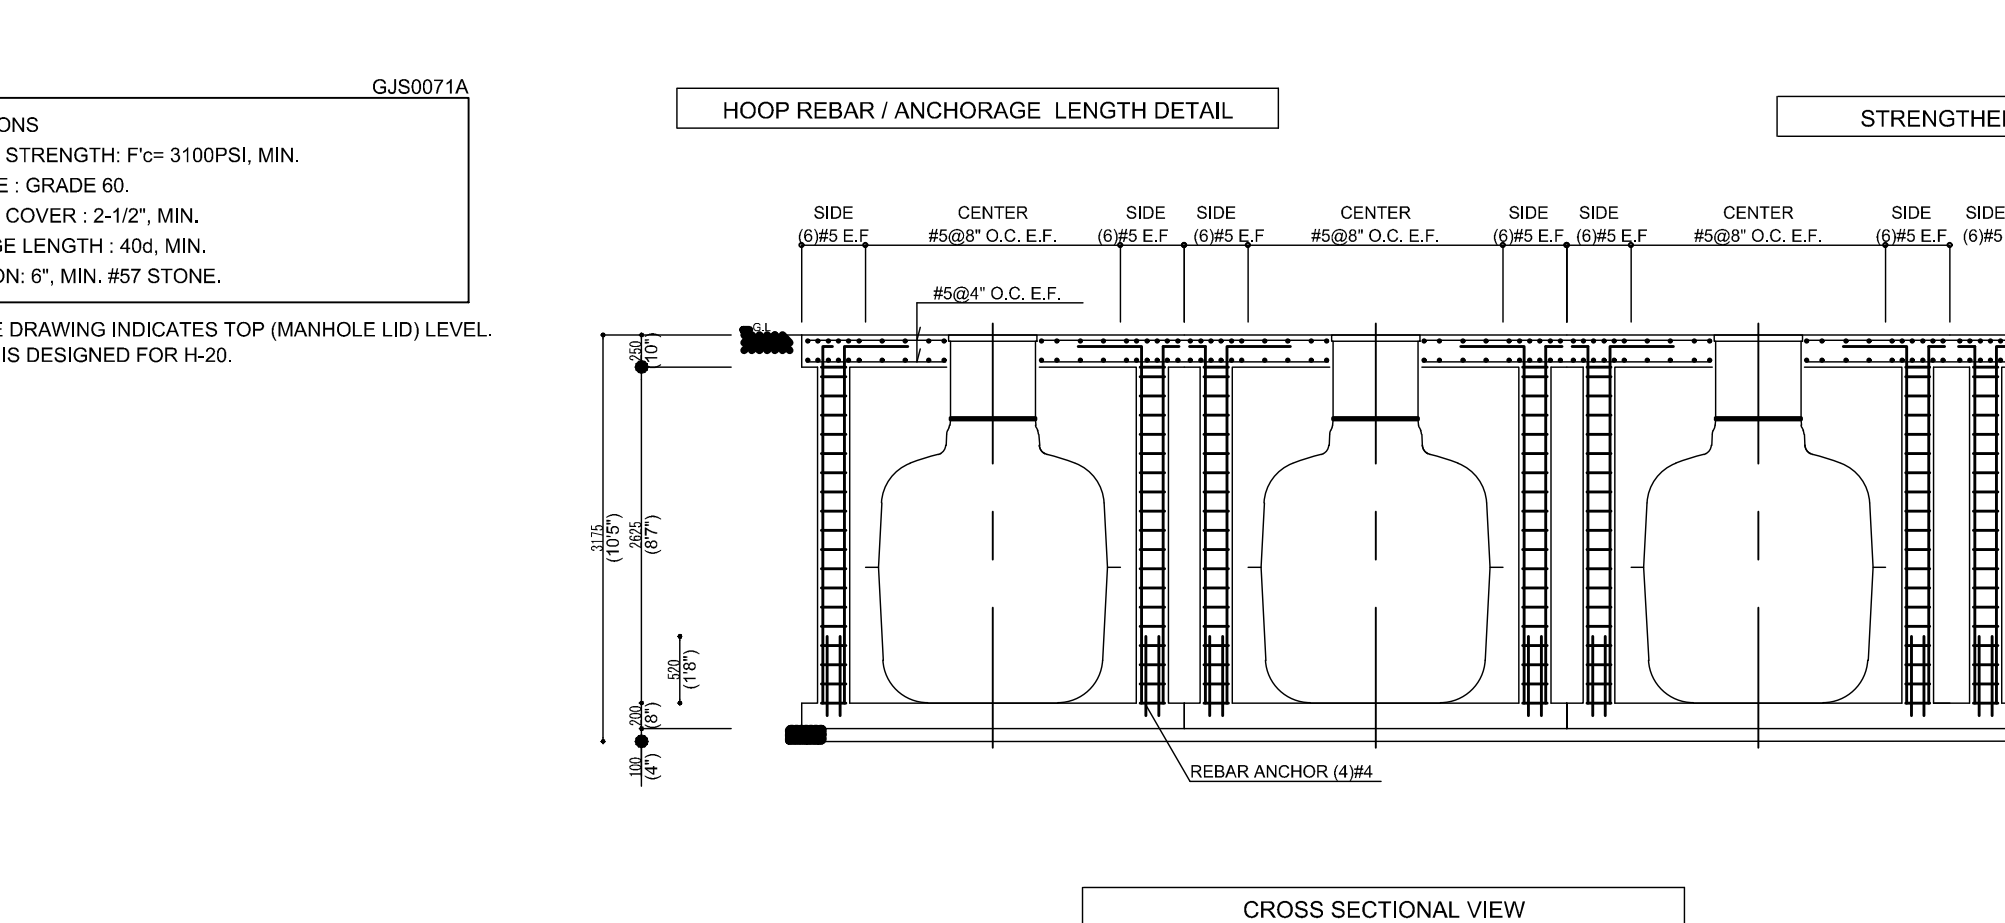 GJS0071A
ONS
STRENGTH: F'c= 3100PSI, MIN.
E : GRADE 60.
COVER : 2-1/2", MIN.
GE LENGTH : 40d, MIN.
ON: 6", MIN. #57 STONE.
E DRAWING INDICATES TOP (MANHOLE LID) LEVEL.
IS DESIGNED FOR H-20.
HOOP REBAR / ANCHORAGE LENGTH DETAIL
STRENGTHE
SIDE CENTER SIDE SIDE CENTER SIDE SIDE CENTER SIDE SIDE
(6)#5 E.F #5@8" O.C. E.F. (6)#5 E.F (6)#5 E.F #5@8" O.C. E.F. (6)#5 E.F (6)#5 E.F #5@8" O.C. E.F. (6)#5 E.F (6)#5
#5@4" O.C. E.F.
G.L
250
(10")
3175
(10'5")
2625
(8'7")
520
(1'8")
200
(8")
100
(4")
REBAR ANCHOR (4)#4
CROSS SECTIONAL VIEW